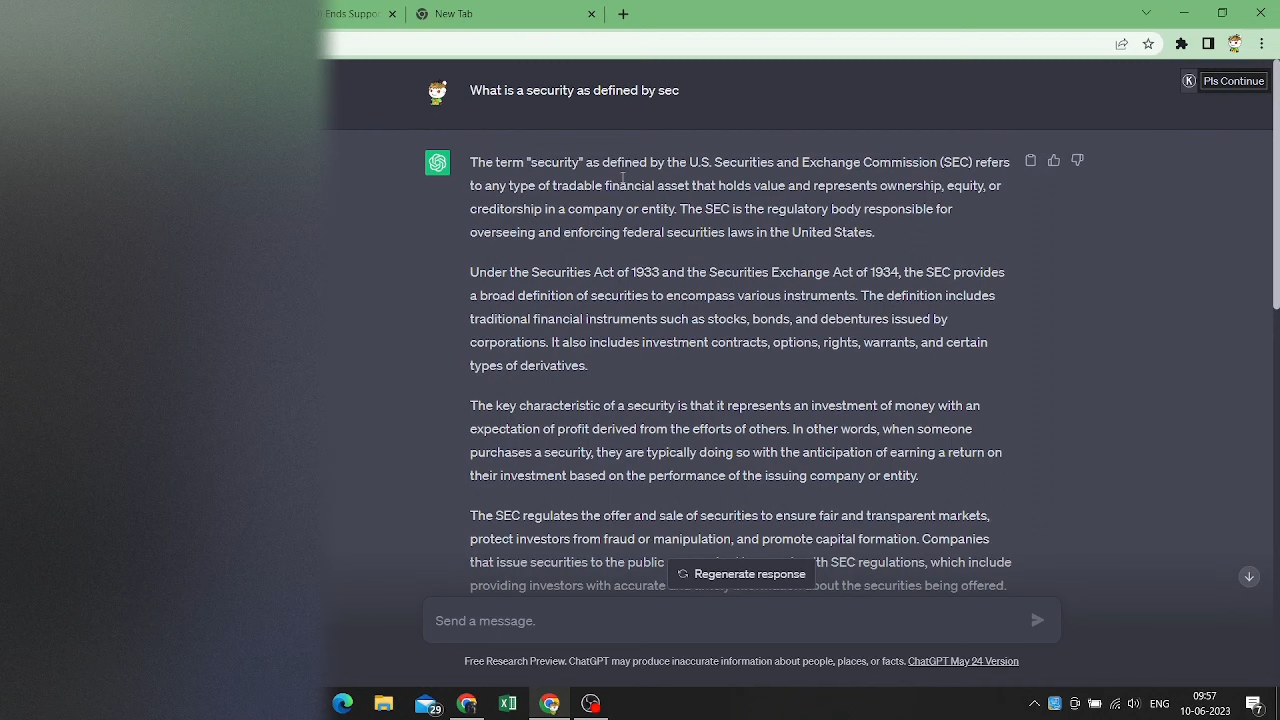 Ends Suppo
New Tab
What is a security as defined by sec
Pls Continue
The term "security" as defined by the U.S. Securities and Exchange Commission (SEC) refers
to any type of tradable financial asset that holds value and represents ownership, equity, or
creditorship in a company or entity. The SEC is the regulatory body responsible for
overseeing and enforcing federal securities laws in the United States.
Under the Securities Act of 1933 and the Securities Exchange Act of 1934, the SEC provides
a broad definition of securities to encompass various instruments. The definition includes
traditional financial instruments such as stocks, bonds, and debentures issued by
corporations. It also includes investment contracts, options, rights, warrants, and certain
types of derivatives.
The key characteristic of a security is that it represents an investment of money with an
expectation of profit derived from the efforts of others. In other words, when someone
purchases a security, they are typically doing so with the anticipation of earning a return on
their investment based on the performance of the issuing company or entity.
The SEC regulates the offer and sale of securities to ensure fair and transparent markets,
protect investors from fraud or manipulation, and promote capital formation. Companies
that issue securities to the public SEC regulations, which include
Regenerate response
providing investors with accurate about the securities being offered.
Send a message.
Free Research Preview. ChatGPT may produce inaccurate information about people, places, or facts. ChatGPT May 24 Version
29
ENG
09:57
10-06-2023
7